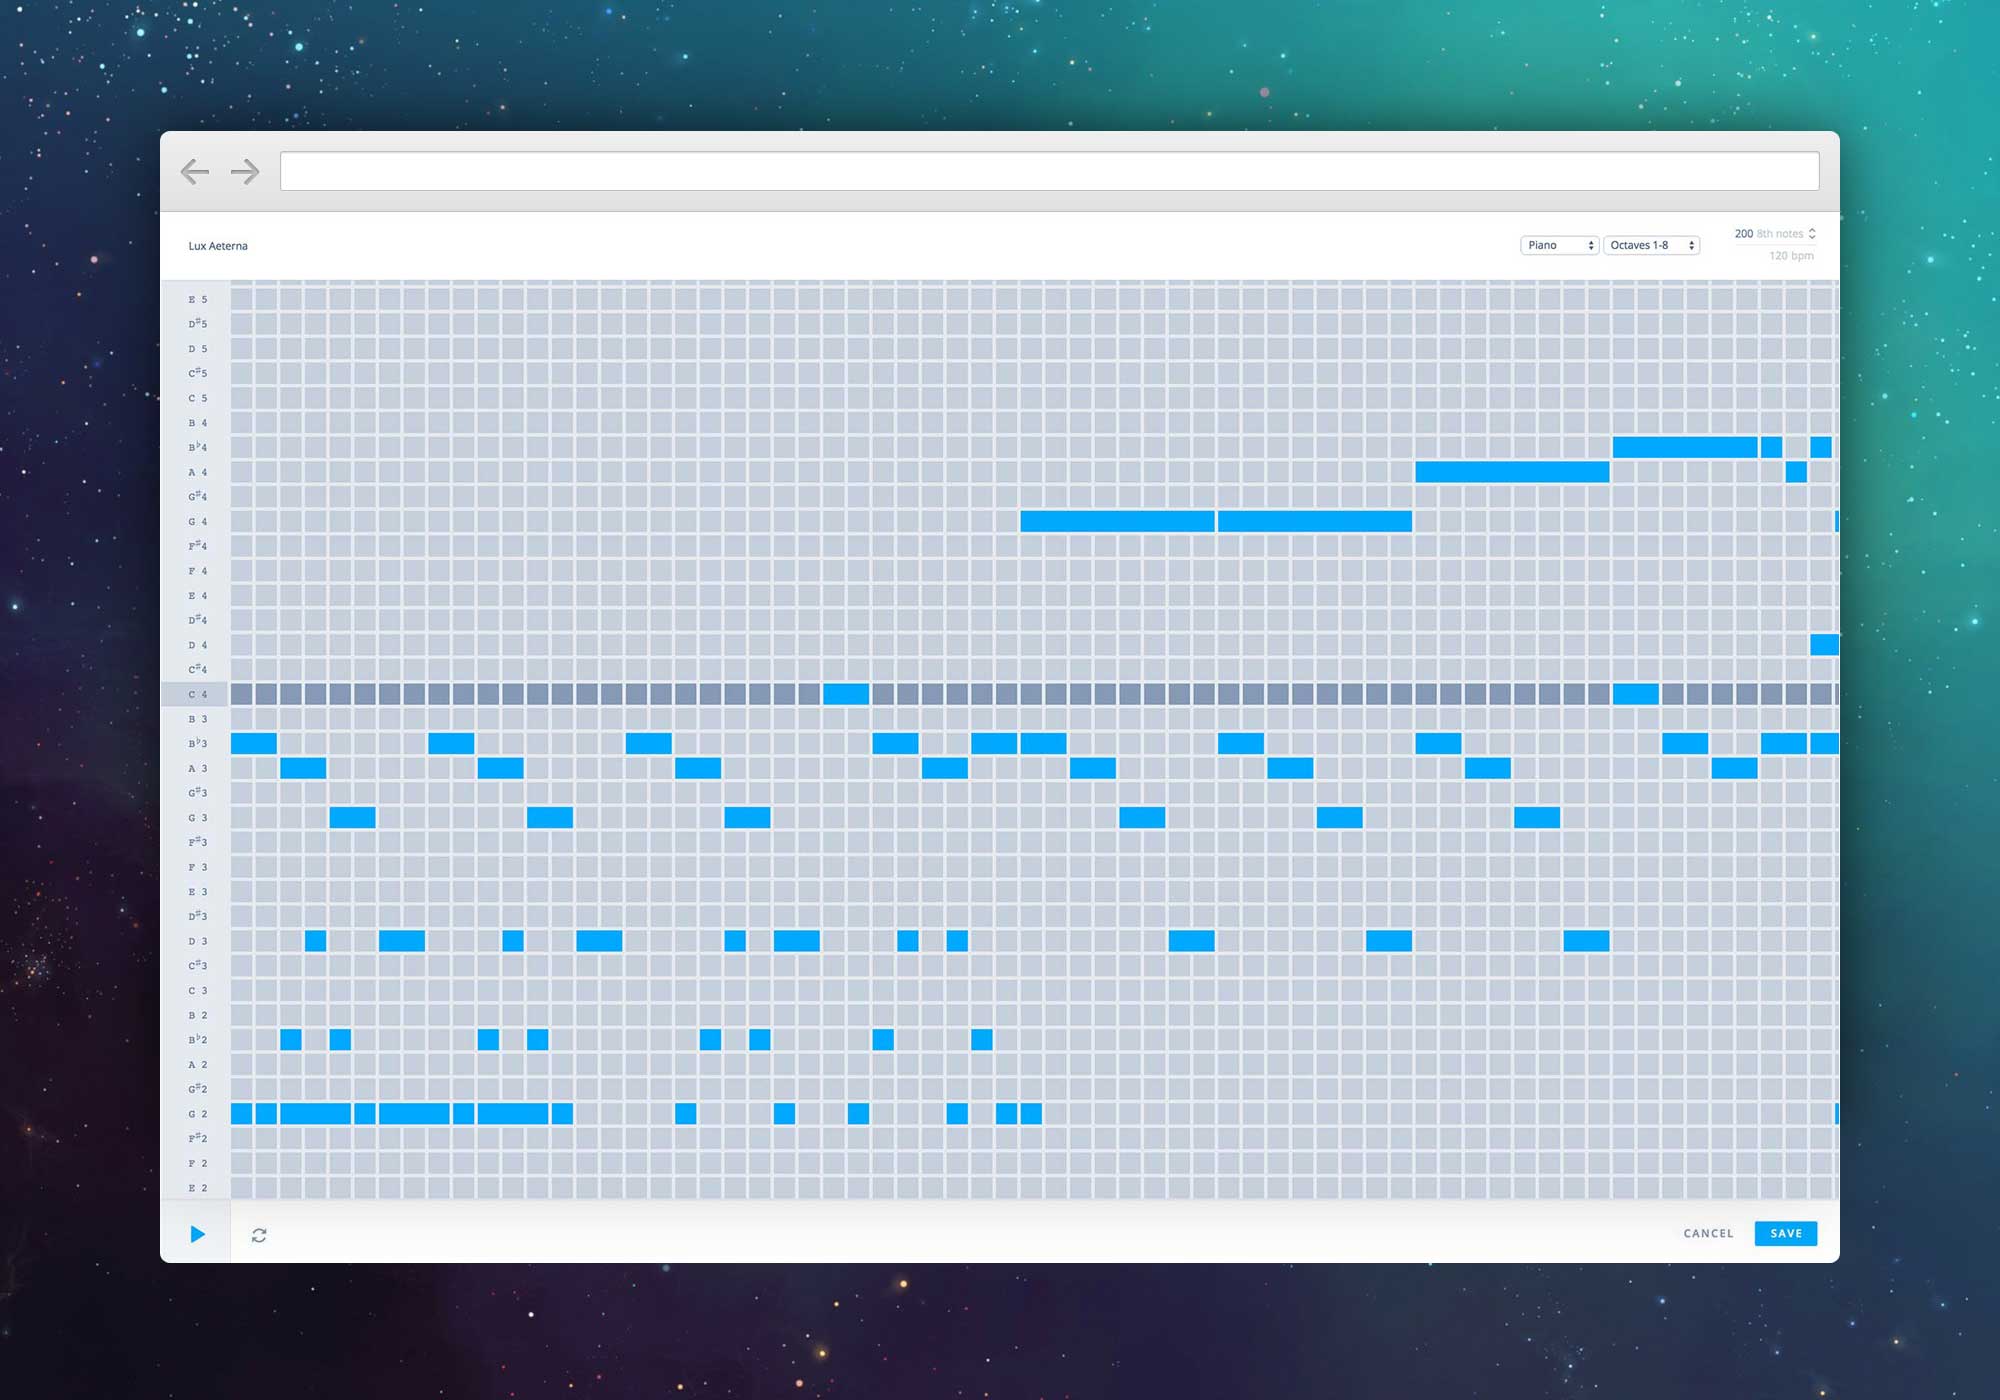 Lux Aeterna
Piano
Octaves 1-8
200 8th notes
120 bpm
E 5
D♯5
D 5
C♯5
C 5
B 4
B♭4
A 4
G♯4
G 4
F♯4
F 4
E 4
D♯4
D 4
C♯4
C 4
B 3
B♭3
A 3
G♯3
G 3
F♯3
F 3
E 3
D♯3
D 3
C♯3
C 3
B 2
B♭2
A 2
G♯2
G 2
F♯2
F 2
E 2
CANCEL
SAVE